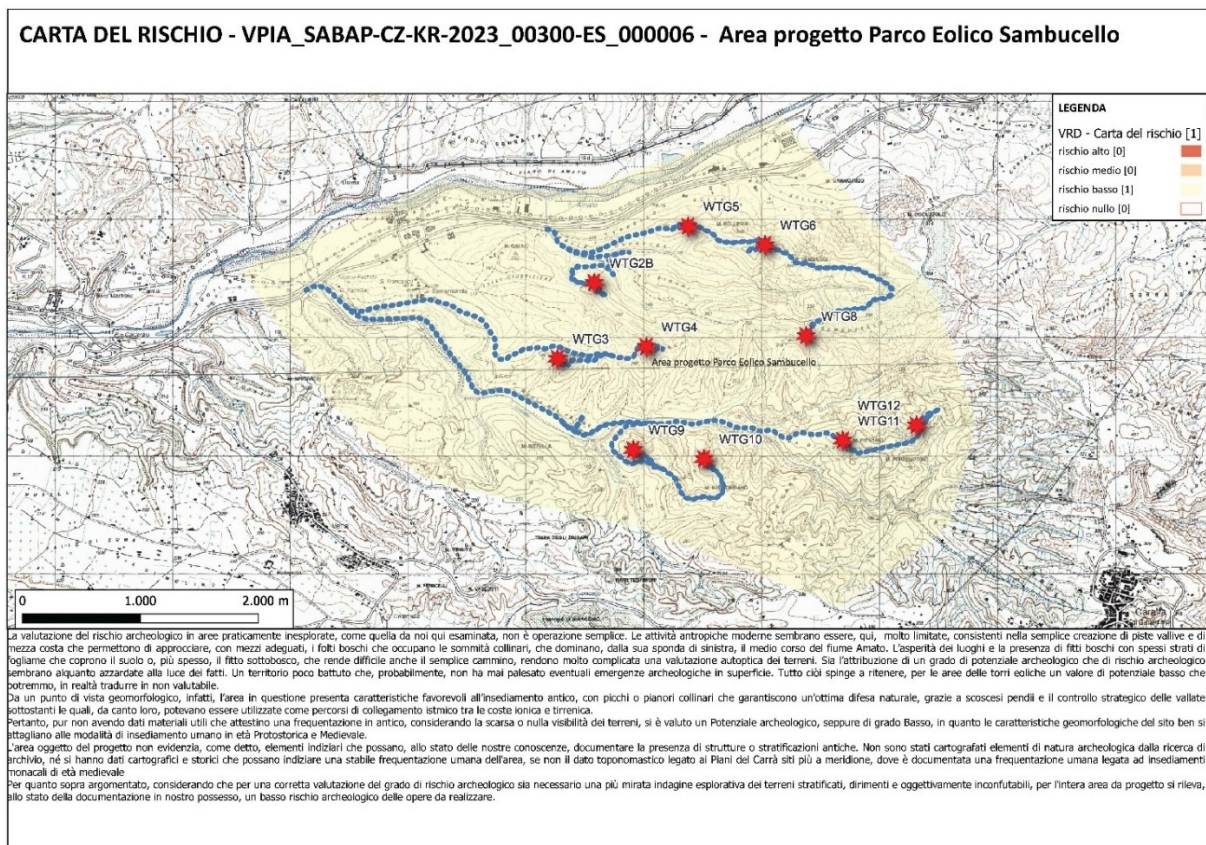 CARTA DEL RISCHIO - VPIA_SABAP-CZ-KR-2023_00300-ES_000006 - Area progetto Parco Eolico Sambucello
LEGENDA
VRD - Carta del rischio [1]
rischio alto [0]
rischio medio [0]
rischio basso [1]
rischio nullo [0]
WTG5
WTG6
WTG2B
WTG8
WTG4
WTG3
Area progetto Parco Eolico Sambucello
WTG12
WTG11
WTG9
WTG10
Caraffa
0 1.000 2.000 m
La valutazione del rischio archeologico in aree praticamente inesplorate, come quella da noi qui esaminata, non è operazione semplice. Le attività antropiche moderne sembrano essere, qui, molto limitate, consistenti nella semplice creazione di piste vallive e di
mezza costa che permettono di approcciare, con mezzi adeguati, i folti boschi che occupano le sommità collinari, che dominano, dalla sua sponda di sinistra, il medio corso del fiume Amato. L'asperità dei luoghi e la presenza di fitti boschi con spessi strati di
fogliame che coprono il suolo o, più spesso, il fitto sottobosco, che rende difficile anche il semplice cammino, rendono molto complicata una valutazione autoptica dei terreni. Sia l'attribuzione di un grado di potenziale archeologico che di rischio archeologico
sembrano alquanto azzardate alla luce dei fatti. Un territorio poco battuto che, probabilmente, non ha mai palesato eventuali emergenze archeologiche in superficie. Tutto ciòi spinge a ritenere, per le aree delle torri eoliche un valore di potenziale basso che
potremmo, in realtà tradurre in non valutabile.
Da un punto di vista geomorfologico, infatti, l'area in questione presenta caratteristiche favorevoli all'insediamento antico, con picchi o pianori collinari che garantiscono un'ottima difesa naturale, grazie a scoscesi pendii e il controllo strategico delle vallate
sottostanti le quali, da canto loro, potevano essere utilizzate come percorsi di collegamento istmico tra le coste ionica e tirrenica.
Pertanto, pur non avendo dati materiali utili che attestino una frequentazione in antico, considerando la scarsa o nulla visibilità dei terreni, si è valuto un Potenziale archeologico, seppure di grado Basso, in quanto le caratteristiche geomorfologiche del sito ben si
attagliano alle modalità di insediamento umano in età Protostorica e Medievale.
L'area oggetto del progetto non evidenzia, come detto, elementi indiziari che possano, allo stato delle nostre conoscenze, documentare la presenza di strutture o stratificazioni antiche. Non sono stati cartografati elementi di natura archeologica dalla ricerca di
archivio, né si hanno dati cartografici e storici che possano indiziare una stabile frequentazione umana dell'area, se non il dato toponomastico legato ai Piani del Carrà siti più a meridione, dove è documentata una frequentazione umana legata ad insediamenti
monacali di età medievale
Per quanto sopra argomentato, considerando che per una corretta valutazione del grado di rischio archeologico sia necessario una più mirata indagine esplorativa dei terreni stratificati, dirimenti e oggettivamente inconfutabili, per l'intera area da progetto si rileva,
allo stato della documentazione in nostro possesso, un basso rischio archeologico delle opere da realizzare.